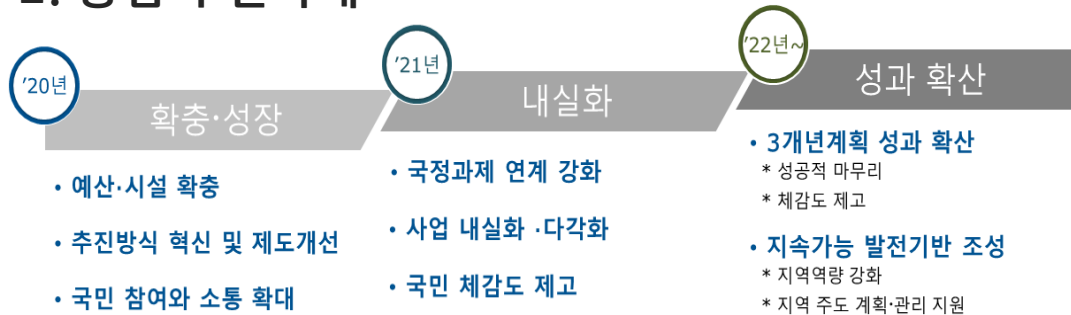 '20년
확충·성장
• 예산·시설 확충
• 추진방식 혁신 및 제도개선
• 국민 참여와 소통 확대
'21년
내실화
• 국정과제 연계 강화
• 사업 내실화 ·다각화
• 국민 체감도 제고
'22년~
성과 확산
• 3개년계획 성과 확산
* 성공적 마무리
* 체감도 제고
• 지속가능 발전기반 조성
* 지역역량 강화
* 지역 주도 계획·관리 지원